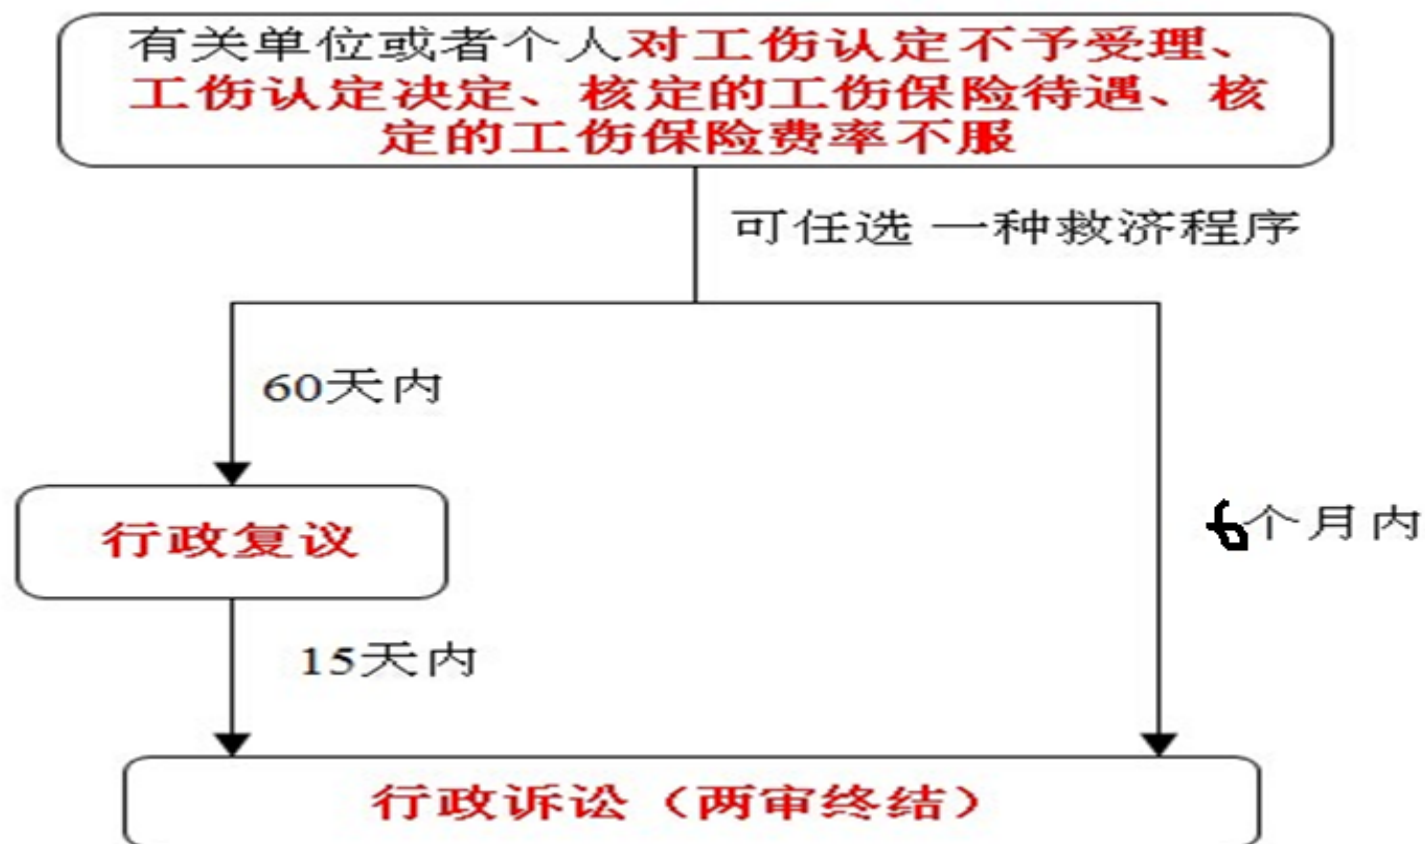 有关单位或者个人对工伤认定不予受理、
工伤认定决定、核定的工伤保险待遇、核
定的工伤保险费率不服
可任选 一种救济程序
60天内
行政复议
6个月内
15天内
行政诉讼（两审终结）